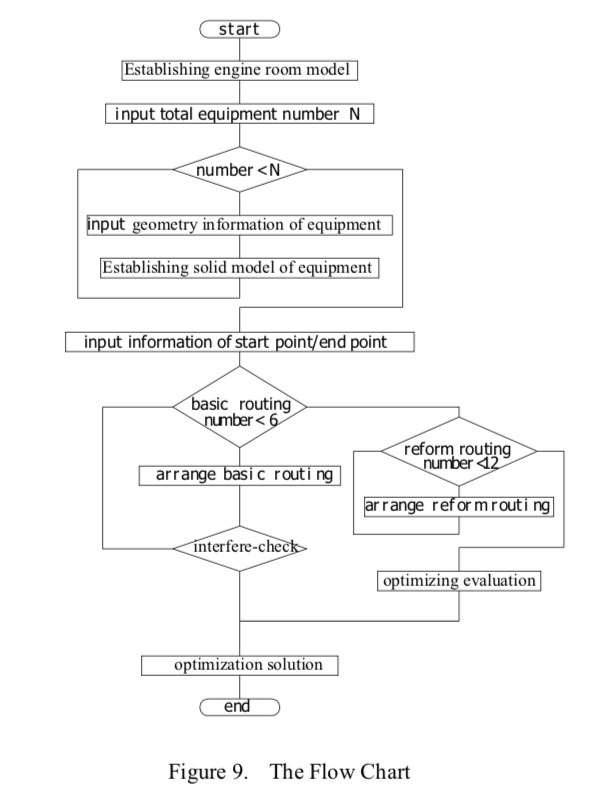 start
Establishing engine room model
input total equipment number N
number < N
input geometry information of equipment
Establishing solid model of equipment
input information of start point/end point
basic routing
number < 6
arrange basic routing
interfere-check
reform routing
number <12
arrange reform routing
optimizing evaluation
optimization solution
end
Figure 9. The Flow Chart